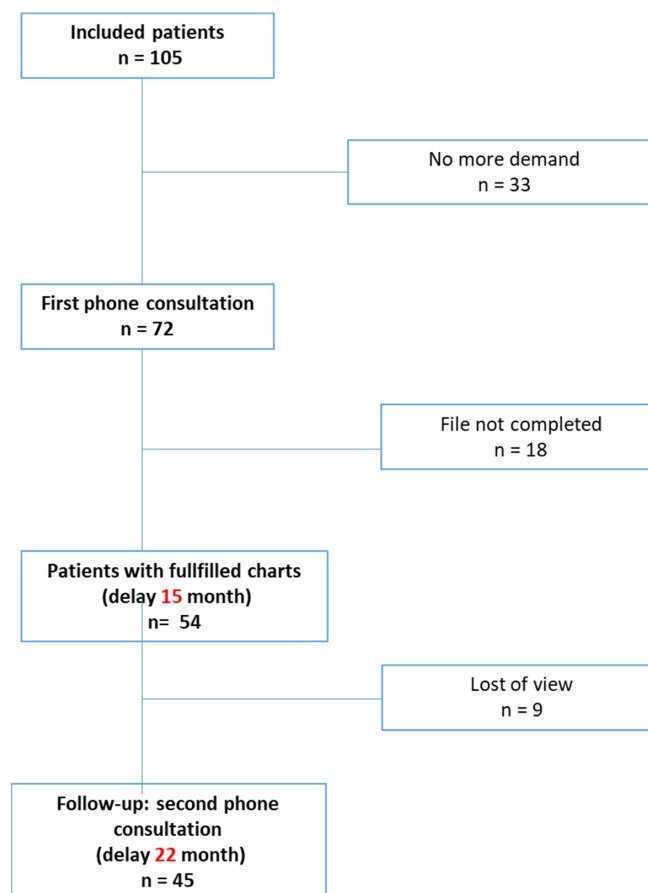 Included patients
n = 105
No more demand
n = 33
First phone consultation
n = 72
File not completed
n = 18
Patients with fullfilled charts
(delay 15 month)
n= 54
Lost of view
n = 9
Follow-up: second phone
consultation
(delay 22 month)
n = 45